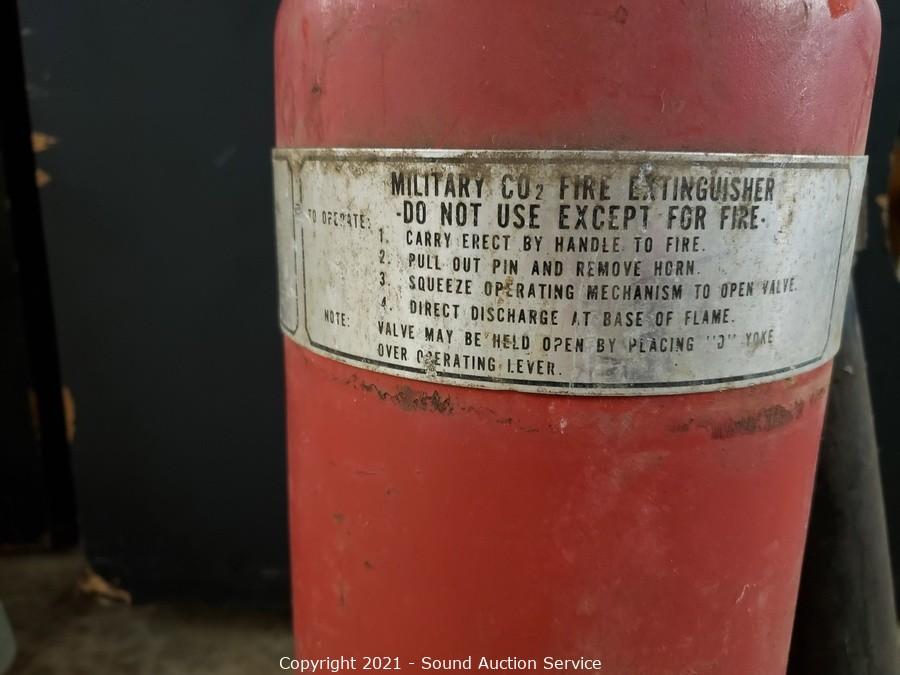 MILITARY CO₂ FIRE EXTINGUISHER
-DO NOT USE EXCEPT FOR FIRE-
TO OPERATE:
1. CARRY ERECT BY HANDLE TO FIRE.
2. PULL OUT PIN AND REMOVE HORN.
3. SQUEEZE OPERATING MECHANISM TO OPEN VALVE.
4. DIRECT DISCHARGE AT BASE OF FLAME.
NOTE: VALVE MAY BE HELD OPEN BY PLACING "D" YOKE
OVER OPERATING LEVER.
Copyright 2021 - Sound Auction Service